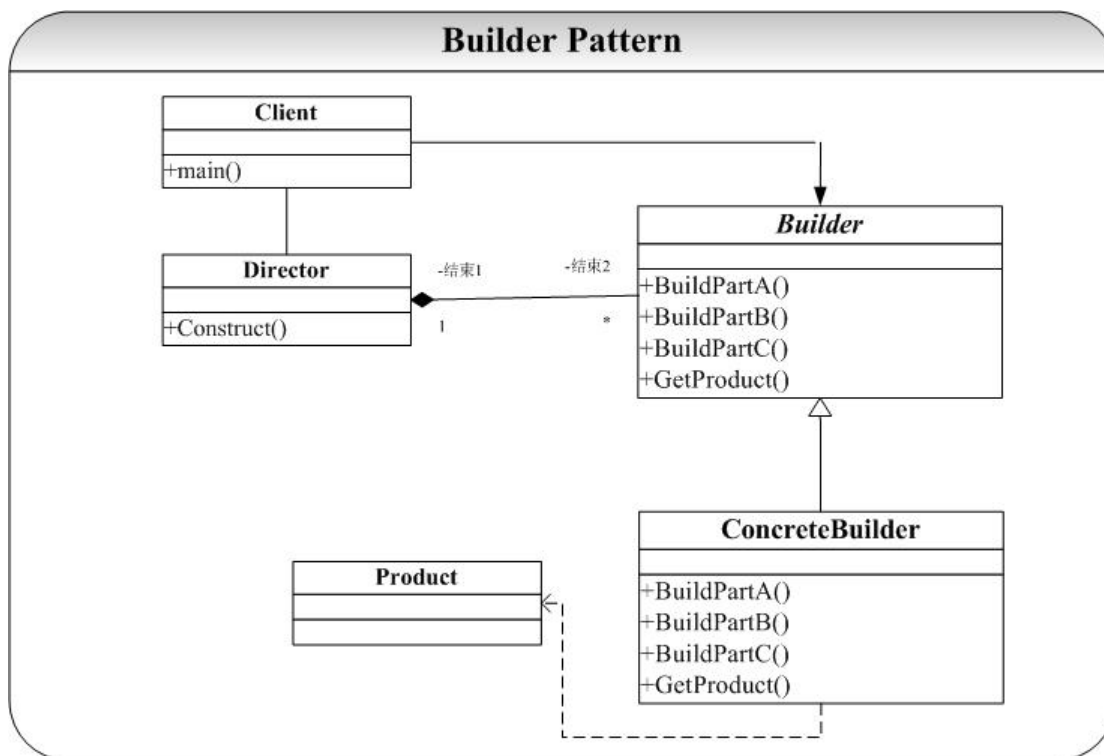 Builder Pattern
Client
+main()
Director
+Construct()
-结束1
-结束2
1
*
Builder
+BuildPartA()
+BuildPartB()
+BuildPartC()
+GetProduct()
ConcreteBuilder
+BuildPartA()
+BuildPartB()
+BuildPartC()
+GetProduct()
Product